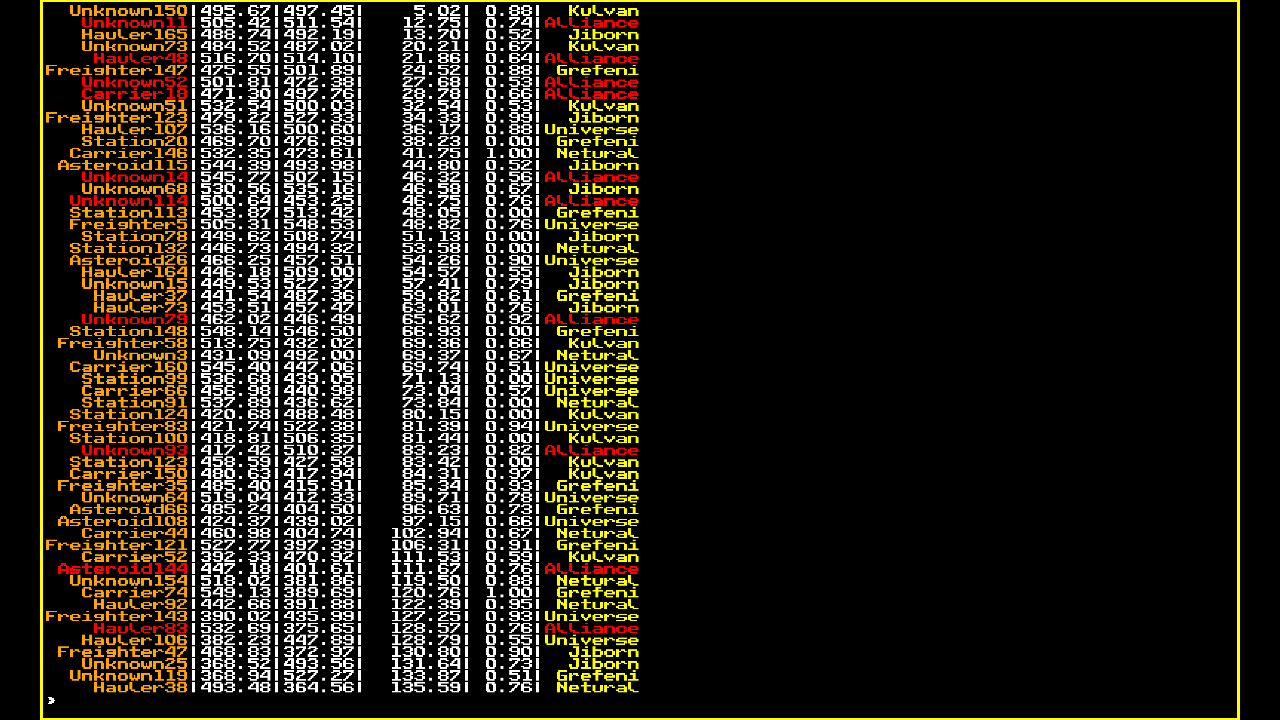 Unknown150|495.67|497.45| 5.02| 0.88| Kulvan
Unknown11|505.42|511.54| 12.75| 0.74|Alliance
Hauler165|488.74|492.19| 13.70| 0.52| Jiborn
Unknown73|484.52|487.02| 20.21| 0.67| Kulvan
Hauler48|516.70|514.10| 21.86| 0.64|Alliance
Freighter147|475.55|501.89| 24.52| 0.88| Grefeni
Unknown52|501.51|472.35| 27.68| 0.53|Alliance
Carrier10|471.30|497.76| 28.78| 0.66|Alliance
Unknown51|532.54|500.03| 32.54| 0.53| Kulvan
Freighter123|479.22|527.33| 34.33| 0.99| Jiborn
Hauler107|536.16|500.60| 36.17| 0.88|Universe
Station20|469.70|476.69| 38.23| 0.00| Grefeni
Carrier146|532.35|473.61| 41.75| 1.00| Netural
Asteroid115|544.39|493.98| 44.80| 0.52| Jiborn
Unknown14|545.77|507.15| 46.32| 0.56|Alliance
Unknown68|530.56|535.16| 46.58| 0.67| Jiborn
Unknown114|500.64|453.25| 46.75| 0.76|Alliance
Station113|453.87|513.42| 48.05| 0.00| Grefeni
Freighter5|505.31|548.53| 48.82| 0.76|Universe
Station78|449.62|508.74| 51.13| 0.00| Jiborn
Station132|446.73|494.32| 53.58| 0.00| Netural
Asteroid26|466.25|457.51| 54.26| 0.90|Universe
Hauler164|446.18|509.00| 54.57| 0.55| Jiborn
Unknown15|449.53|527.37| 57.41| 0.79| Jiborn
Hauler37|441.54|487.36| 59.82| 0.61| Grefeni
Hauler73|453.51|457.47| 63.01| 0.76| Jiborn
Unknown79|462.02|446.49| 65.62| 0.92|Alliance
Station148|548.14|546.50| 66.93| 0.00| Grefeni
Freighter58|513.75|432.02| 69.36| 0.66| Kulvan
Unknown3|431.09|492.00| 69.37| 0.67| Netural
Carrier160|545.40|447.06| 69.74| 0.51|Universe
Station99|536.68|439.05| 71.13| 0.00|Universe
Carrier66|456.38|441.38| 73.04| 0.57|Universe
Station91|537.39|436.62| 73.84| 0.00| Netural
Station124|420.68|488.48| 80.15| 0.00| Kulvan
Freighter83|421.74|522.38| 81.39| 0.94|Universe
Station100|418.81|506.35| 81.44| 0.00| Kulvan
Unknown93|417.42|510.37| 83.23| 0.82|Alliance
Station123|458.59|427.58| 83.42| 0.00| Kulvan
Carrier150|480.63|417.94| 84.31| 0.97| Kulvan
Freighter35|485.40|415.91| 85.34| 0.93| Grefeni
Unknown64|519.04|412.33| 89.71| 0.78|Universe
Asteroid66|485.24|404.50| 96.63| 0.73| Grefeni
Asteroid108|424.37|439.02| 97.15| 0.66|Universe
Carrier44|460.98|404.74| 102.94| 0.67| Netural
Freighter121|527.77|397.39| 106.31| 0.91| Grefeni
Carrier52|392.33|470.92| 111.53| 0.59| Kulvan
Asteroid144|447.18|401.61| 111.67| 0.76|Alliance
Unknown154|518.02|381.86| 119.50| 0.88| Netural
Carrier74|549.13|389.69| 120.76| 1.00| Grefeni
Hauler92|442.66|391.88| 122.39| 0.95| Netural
Freighter143|390.02|435.99| 127.25| 0.93|Universe
Hauler83|532.69|375.65| 128.57| 0.76|Alliance
Hauler106|382.23|447.95| 128.79| 0.55|Universe
Freighter47|468.83|372.97| 130.80| 0.90| Jiborn
Unknown25|368.52|493.56| 131.64| 0.73| Jiborn
Unknown119|368.94|527.27| 133.87| 0.51| Grefeni
Hauler38|493.48|364.56| 135.59| 0.76| Netural
»